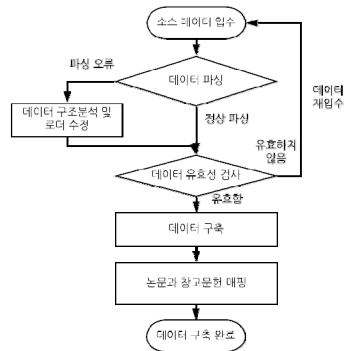 소스 데이터 입수
파싱 오류
데이터 파싱
데이터
재입수
데이터 구조분석 및
로더 수정
정상 파싱
유효하지
않음
데이터 유효성 검사
유효함
데이터 구축
논문과 참고문헌 매핑
데이터 구축 완료